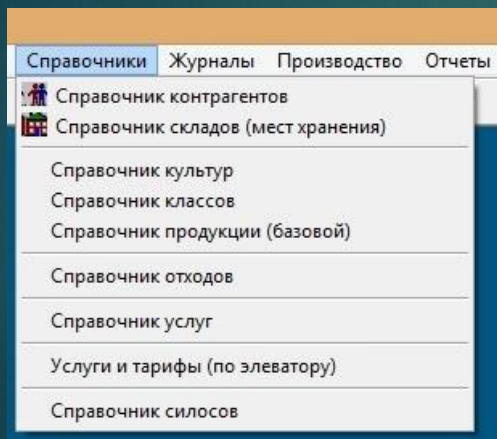 Справочники Журналы Производство Отчеты
Справочник контрагентов
Справочник складов (мест хранения)
Справочник культур
Справочник классов
Справочник продукции (базовой)
Справочник отходов
Справочник услуг
Услуги и тарифы (по элеватору)
Справочник силосов